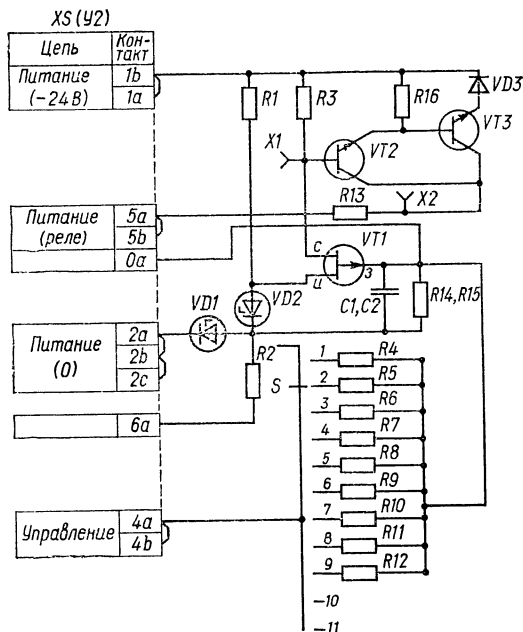 XS (У2)
Цепь Кон-
такт
Питание 1b
(-24 В) 1a
R1 R3 R16 VD3
X1 VT2 VT3
R13 X2
Питание 5a
(реле) 5b
0a
с VT1
и з
VD1 VD2 C1,C2 R14,R15
Питание 2a
(0) 2b
2c
R2
6a
S
1 R4
2 R5
3 R6
4 R7
5 R8
6 R9
7 R10
8 R11
9 R12
-10
-11
Управление 4a
4b